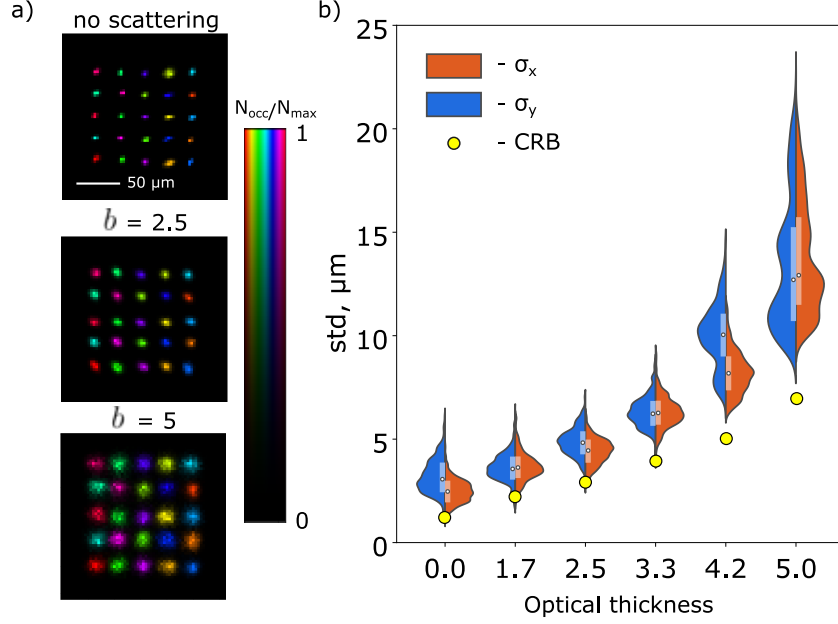 a)
no scattering
50 μm
b = 2.5
b = 5
N_occ/N_max
1
0
b)
- σ_x
- σ_y
- CRB
25
20
15
10
5
0
std, μm
0.0 1.7 2.5 3.3 4.2 5.0
Optical thickness